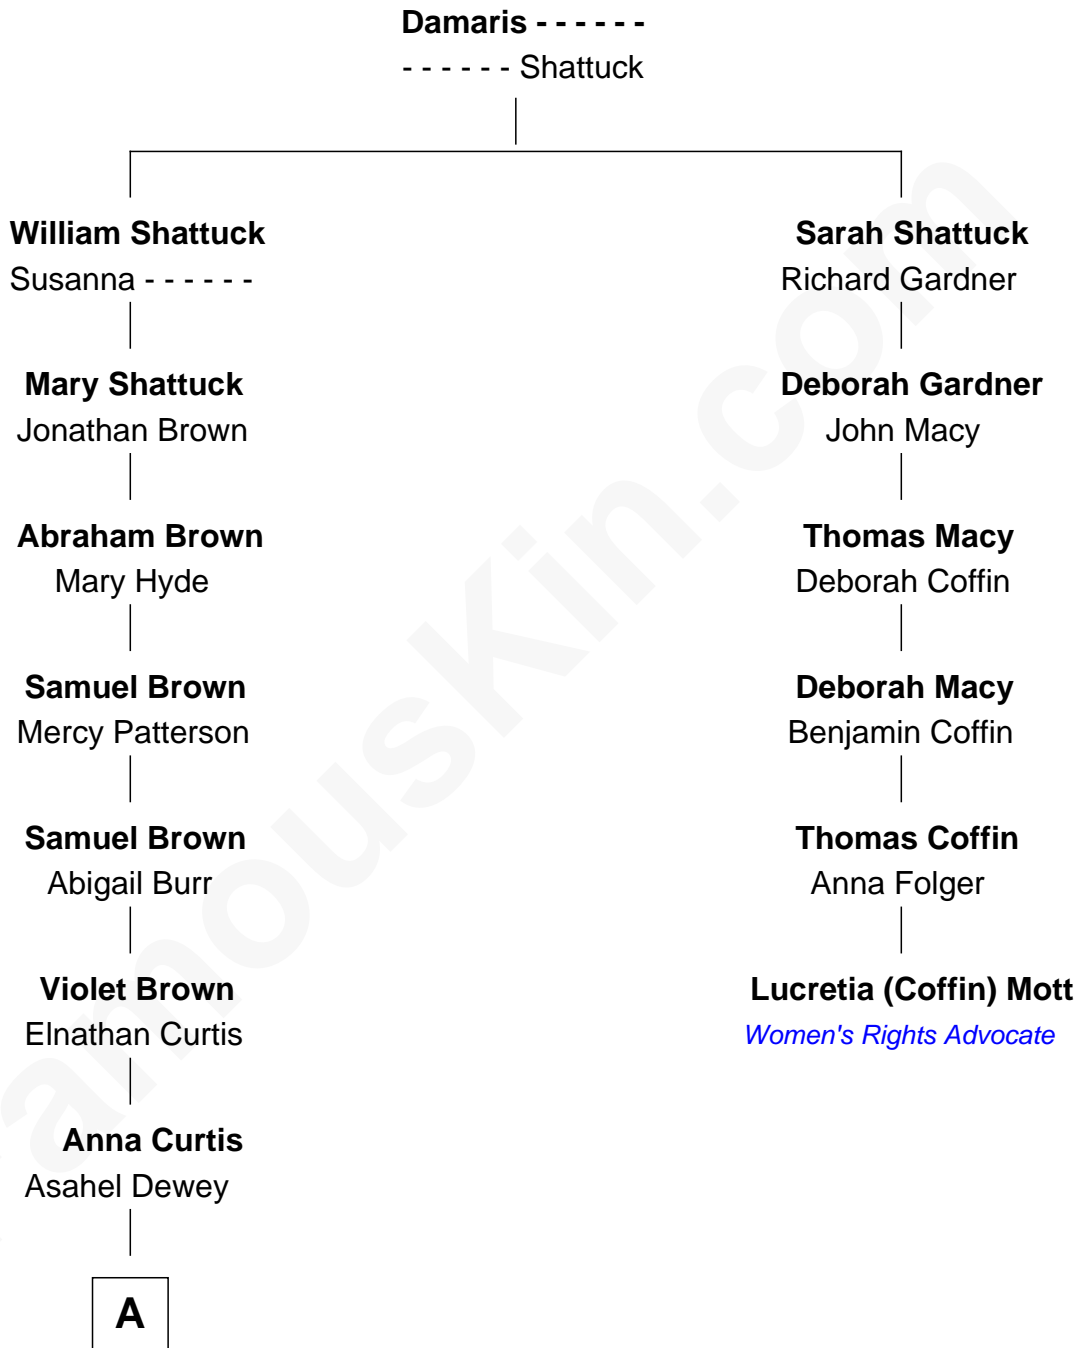 Damaris - - - - - -
- - - - - - Shattuck
William Shattuck
Susanna - - - - - -
Sarah Shattuck
Richard Gardner
Mary Shattuck
Jonathan Brown
Deborah Gardner
John Macy
Abraham Brown
Mary Hyde
Thomas Macy
Deborah Coffin
Samuel Brown
Mercy Patterson
Deborah Macy
Benjamin Coffin
Samuel Brown
Abigail Burr
Thomas Coffin
Anna Folger
Violet Brown
Elnathan Curtis
Lucretia (Coffin) Mott
Women's Rights Advocate
Anna Curtis
Asahel Dewey
A
amouskin.com